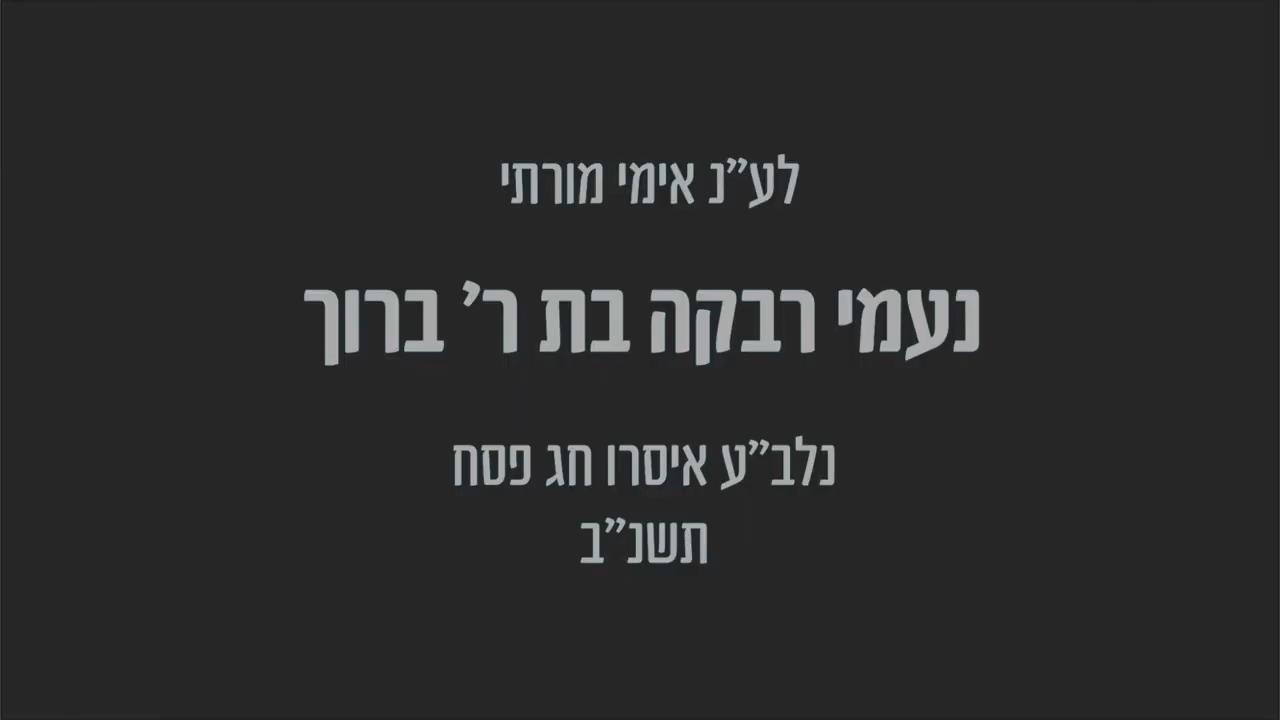 לע"נ אימי מורתי
נעמי רבקה בת ר' ברוך
נלב"ע איסרו חג פסח
תשנ"ב